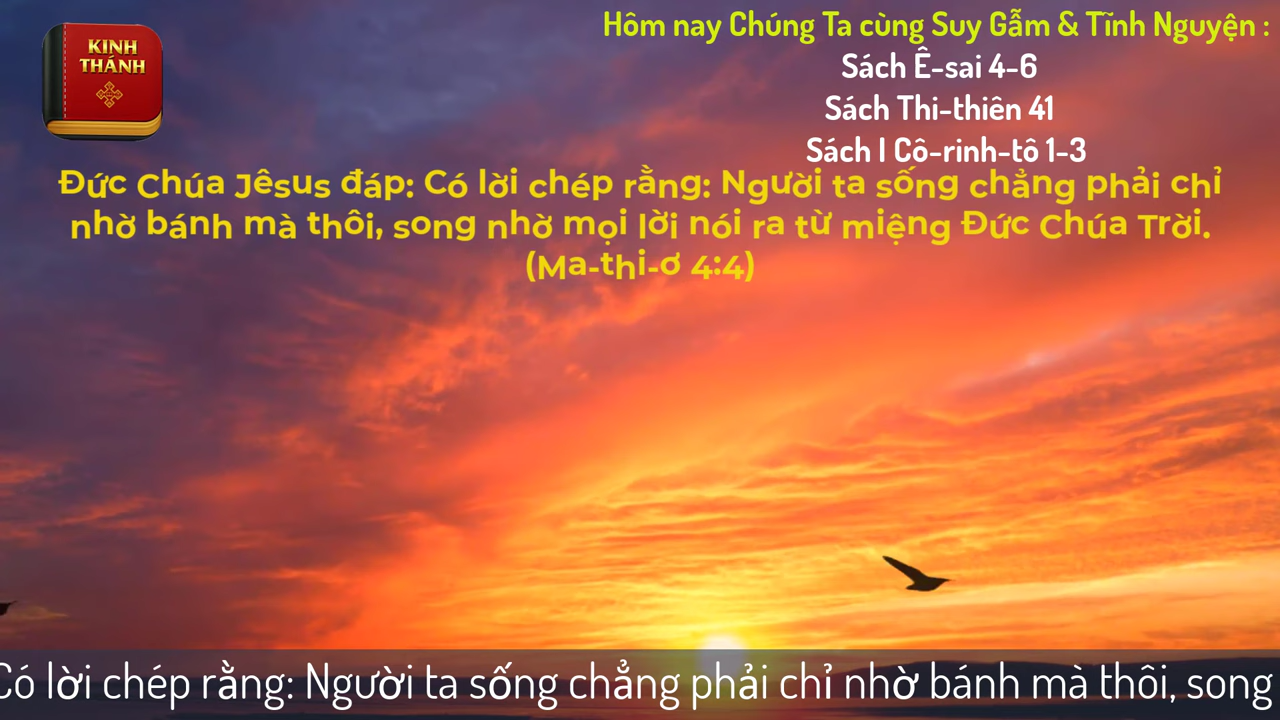 KINH
THÁNH
Hôm nay Chúng Ta cùng Suy Gẫm & Tĩnh Nguyện :
Sách Ê-sai 4-6
Sách Thi-thiên 41
Sách I Cô-rinh-tô 1-3
Đức Chúa Jêsus đáp: Có lời chép rằng: Người ta sống chẳng phải chỉ
nhờ bánh mà thôi, song nhờ mọi lời nói ra từ miệng Đức Chúa Trời.
(Ma-thi-ơ 4:4)
Có lời chép rằng: Người ta sống chẳng phải chỉ nhờ bánh mà thôi, song